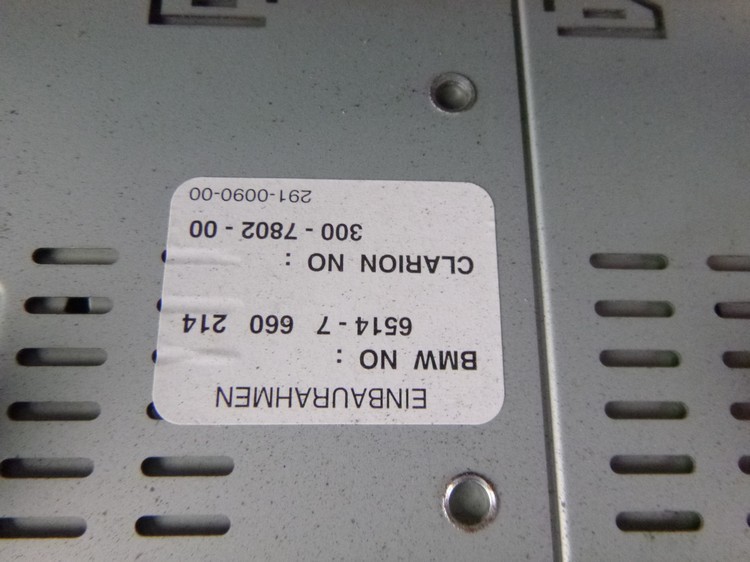 EINBAURAHMEN
BMW NO :
6514 - 7 660 214
CLARION NO :
300 - 7802 - 00
291-0090-00